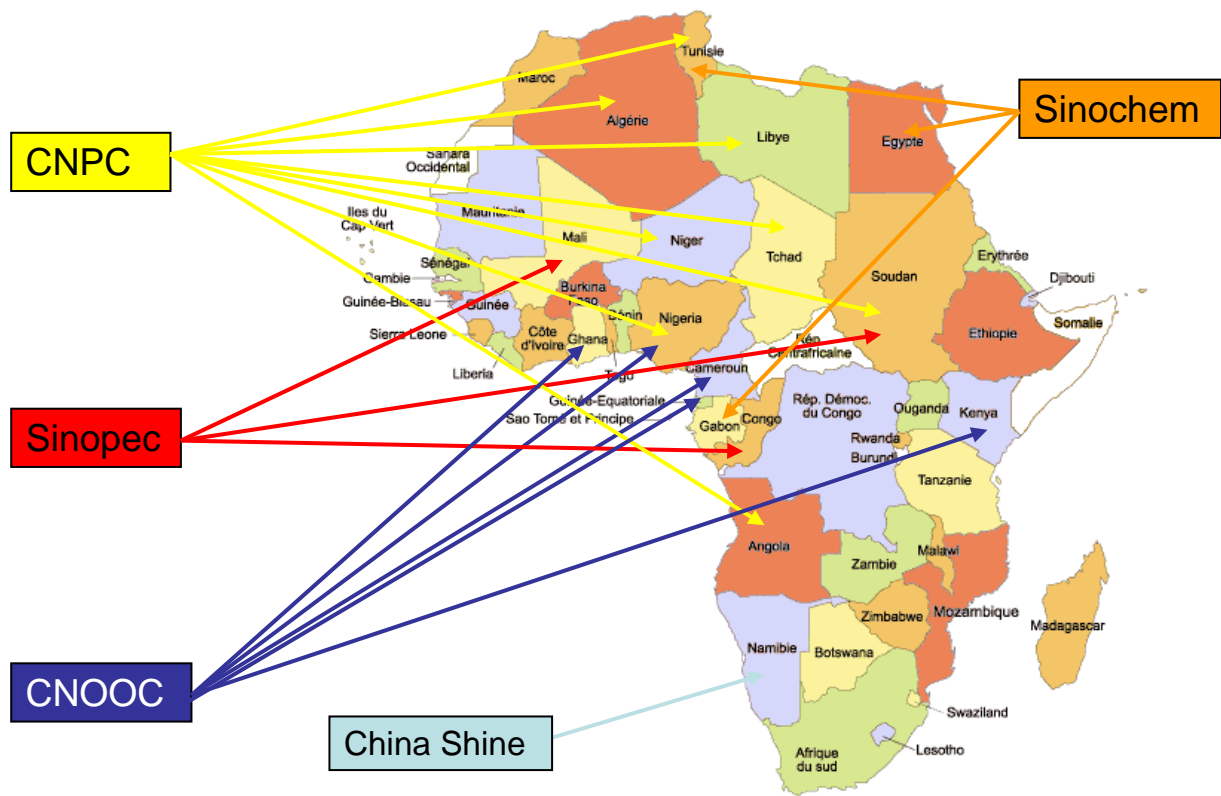 Tunisie
Maroc
Sinochem
Algérie
Libye
Egypte
CNPC
Sahara
Occidental
Iles du
Cap Vert
Mauritanie
Mali
Niger
Tchad
Soudan
Erythrée
Djibouti
Sénégal
Gambie
Guinée-Bissau
Guinée
Burkina
Faso
Bénin
Nigeria
Ethiopie
Somalie
Sierra Leone
Côte
d'Ivoire
Ghana
Rép
Centrafricaine
Liberia
Togo
Cameroun
Guinée-Equatoriale
Sao Tomé et Principe
Sinopec
Gabon
Congo
Rép. Démoc.
du Congo
Ouganda
Kenya
Rwanda
Burundi
Tanzanie
Angola
Zambie
Malawi
Mozambique
Zimbabwe
Madagascar
Namibie
Botswana
CNOOC
China Shine
Swaziland
Lesotho
Afrique
du sud